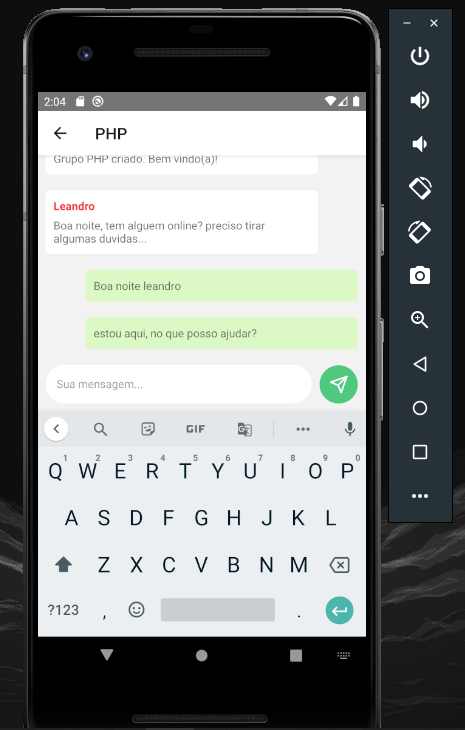 2:04
PHP
Grupo PHP criado. Bem vindo(a)!
Leandro
Boa noite, tem alguem online? preciso tirar
algumas duvidas...
Boa noite leandro
estou aqui, no que posso ajudar?
Sua mensagem...
GIF
1 2 3 4 5 6 7 8 9 0
Q W E R T Y U I O P
A S D F G H J K L
Z X C V B N M
?123 , .